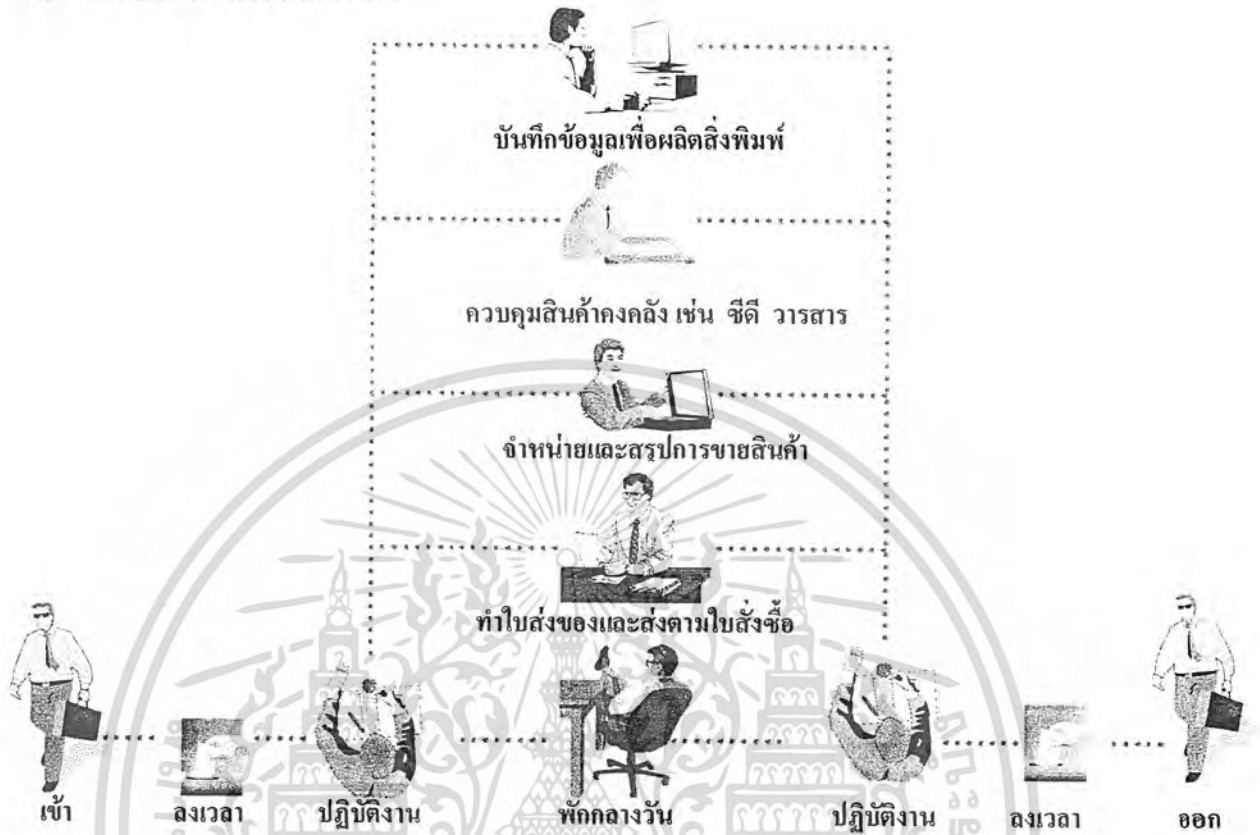 บันทึกข้อมูลเพื่อผลิตสิ่งพิมพ์
ควบคุมสินค้าคงคลัง เช่น ซีดี วารสาร
จำหน่ายและสรุปการขายสินค้า
ทำใบส่งของและส่งตามใบสั่งซื้อ
เข้า ลงเวลา ปฏิบัติงาน พักกลางวัน ปฏิบัติงาน ลงเวลา ออก